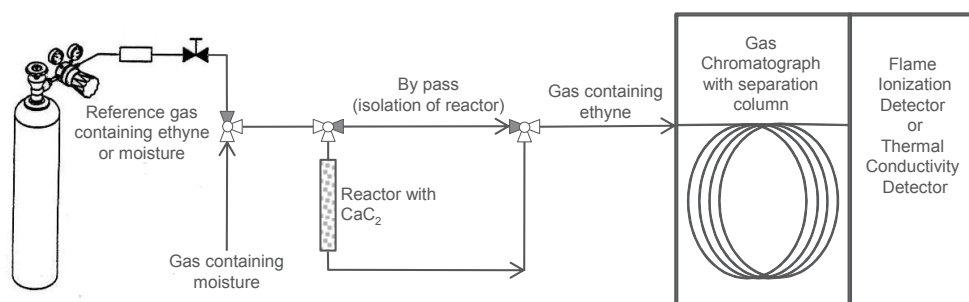 Reference gas
containing ethyne
or moisture
Gas containing
moisture
By pass
(isolation of reactor)
Reactor with
CaC₂
Gas containing
ethyne
Gas
Chromatograph
with separation
column
Flame
Ionization
Detector
or
Thermal
Conductivity
Detector